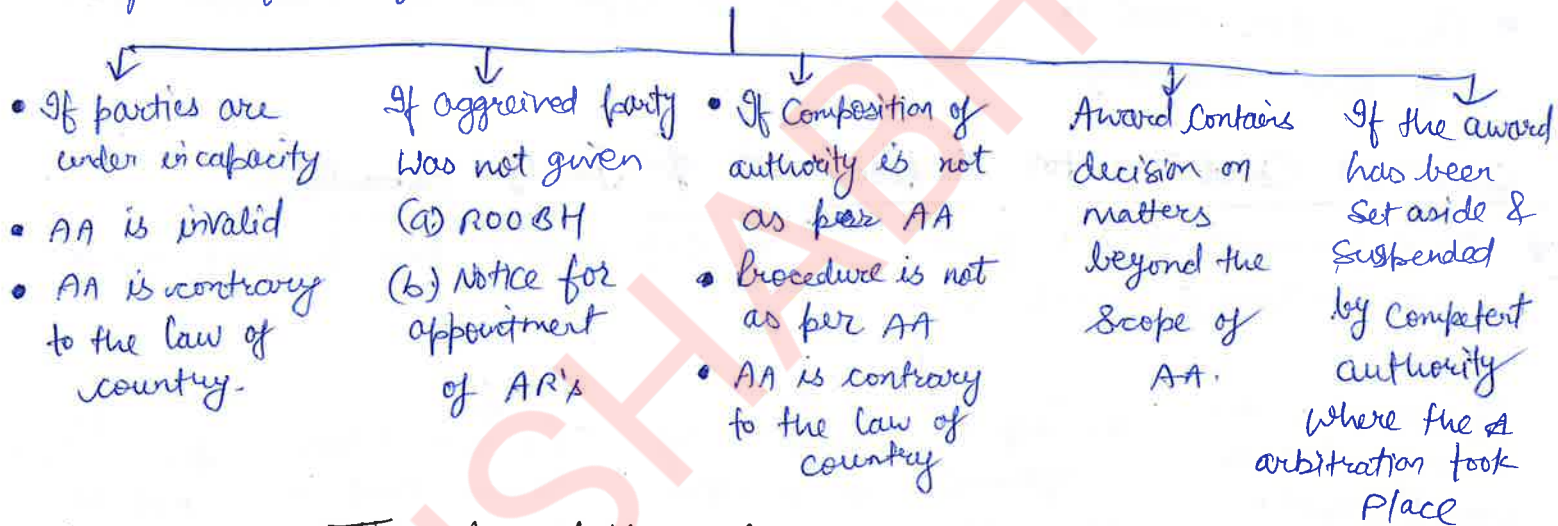 • If parties are
under incapacity
• AA is invalid
• AA is contrary
to the law of
country.
If aggreived party
was not given
(a) ROOBH
(b) Notice for
appointment
of AR's
• If Composition of
authority is not
as per AA
• Procedure is not
as per AA
• AA is contrary
to the law of
country
Award Contains
decision on
matters
beyond the
Scope of
AA.
If the award
has been
Set aside &
Suspended
by Competent
authority
where the
arbitration took
Place